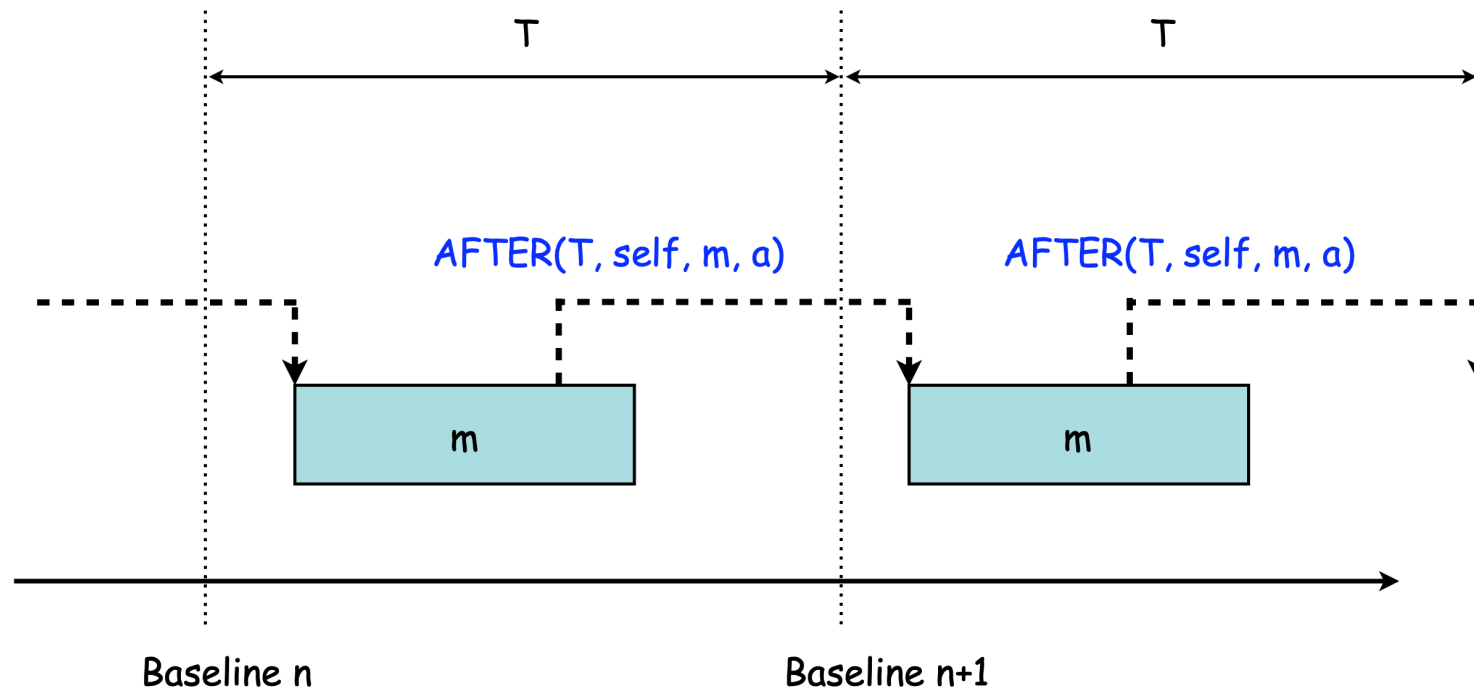 T
T
AFTER(T, self, m, a)
AFTER(T, self, m, a)
m
m
Baseline n
Baseline n+1